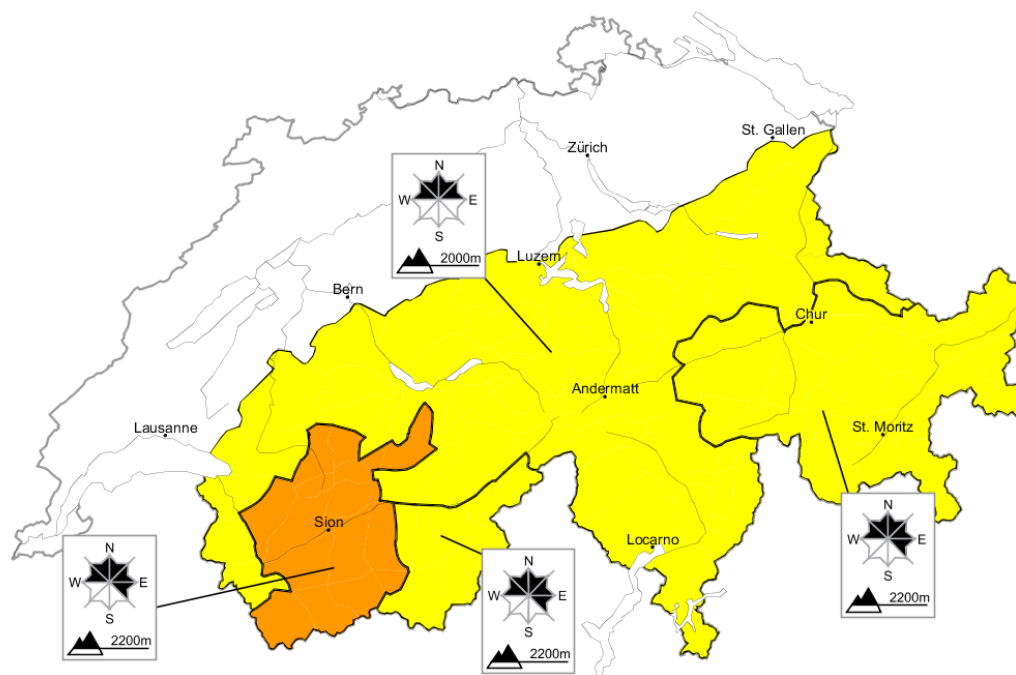 St. Gallen
Zürich
N
W E
S
2000m
Luzern
Bern
Chur
Andermatt
Lausanne
St. Moritz
Sion
Locarno
N
W E
S
2200m
N
W E
S
2200m
N
W E
S
2200m